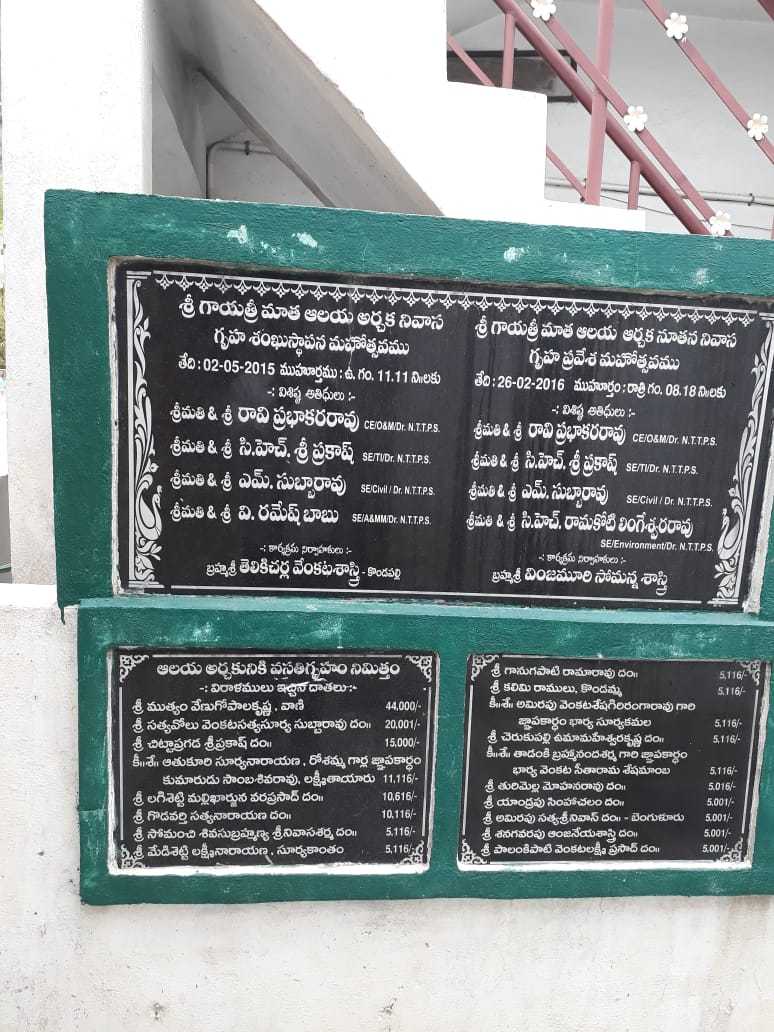 శ్రీ గాయత్రీ మాత ఆలయ అర్చక నివాస
గృహ శంఖుస్థాపన మహోత్సవము
తేది : 02-05-2015 ముహూర్తము : ఉ. గం. 11.11 ని॥లకు
-: విశిష్ట అతిధులు :-
శ్రీమతి & శ్రీ రావి ప్రభాకరరావు CE/O&M/Dr. N.T.T.P.S.
శ్రీమతి & శ్రీ సి.హెచ్. శ్రీ ప్రకాష్ SE/TI/Dr. N.T.T.P.S.
శ్రీమతి & శ్రీ ఎమ్. సుబ్బారావు SE/Civil / Dr. N.T.T.P.S.
శ్రీమతి & శ్రీ వి. రమేష్ బాబు SE/A&MM/Dr. N.T.T.P.S.
-: కార్యక్రమ నిర్వాహకులు :-
బ్రహ్మశ్రీ తెలికిచర్ల వేంకటశాస్త్రి - కొండపల్లి
శ్రీ గాయత్రీ మాత ఆలయ అర్చక నూతన నివాస
గృహ ప్రవేశ మహోత్సవము
తేది : 26-02-2016 ముహుర్తం : రాత్రి గం. 08.18 ని॥లకు
-: విశిష్ట అతిధులు :-
శ్రీమతి & శ్రీ రావి ప్రభాకరరావు CE/O&M/Dr. N.T.T.P.S.
శ్రీమతి & శ్రీ సి.హెచ్. శ్రీ ప్రకాష్ SE/TI/Dr. N.T.T.P.S.
శ్రీమతి & శ్రీ ఎమ్. సుబ్బారావు SE/Civil / Dr. N.T.T.P.S.
శ్రీమతి & శ్రీ సి.హెచ్. రామకోటి లింగేశ్వరరావు
SE/Environment/Dr. N.T.T.P.S.
-: కార్యక్రమ నిర్వాహకులు :-
బ్రహ్మశ్రీ వింజమూరి సోమన్న శాస్త్రి
ఆలయ అర్చకునికి వసతిగృహం నిమిత్తం
-: విరాళములు ఇచ్చిన దాతలు :-
శ్రీ ముత్యం వేణుగోపాలకృష్ణ , వాణి 44,000/-
శ్రీ సత్యవోలు వెంకటసత్యసూర్య సుబ్బారావు దం॥ 20,001/-
శ్రీ చిట్టాప్రగడ శ్రీప్రకాష్ దం॥ 15,000/-
కీ॥శే॥ ఆతుకూరి సూర్యనారాయణ , రోశమ్మ గార్ల జ్ఞాపకార్ధం
కుమారుడు సాంబశివరావు, లక్ష్మీతాయారు 11,116/-
శ్రీ లగిశెట్టి మల్లిఖార్జున వరప్రసాద్ దం॥ 10,616/-
శ్రీ గొడవర్తి సత్యనారాయణ దం॥ 10,116/-
శ్రీ సోమంచి శివసుబ్రహ్మణ్య శ్రీనివాసశర్మ దం॥ 5,116/-
శ్రీ మేడిశెట్టి లక్ష్మీనారాయణ , సూర్యకాంతం 5,116/-
శ్రీ గానుగపాటి రామారావు దం॥ 5,116/-
శ్రీ కలిమి రాములు, కొండమ్మ 5,116/-
కీ॥శే॥ అమిరపు వెంకటశేషగిరిరంగారావు గారి
జ్ఞాపకార్ధం భార్య సూర్యకమల 5,116/-
శ్రీ చెరుకుపల్లి ఉమామహేశ్వరకృష్ణ దం॥ 5,116/-
కీ॥శే॥ తాడంకి బ్రహ్మానందశర్మ గారి జ్ఞాపకార్ధం
భార్య వెంకట సీతారామ శేషమాంబ 5,116/-
శ్రీ తురిమెల్ల మోహనరావు దం॥ 5,016/-
శ్రీ యాండ్రపు సింహాచలం దం॥ 5,001/-
శ్రీ అమిరపు సత్యశ్రీనివాస్ దం॥ - బెంగుళూరు 5,001/-
శ్రీ శనగవరపు ఆంజనేయశాస్త్రి దం॥ 5,001/-
శ్రీ పాలంకిపాటి వెంకటలక్ష్మీ ప్రసాద్ దం॥ 5,001/-